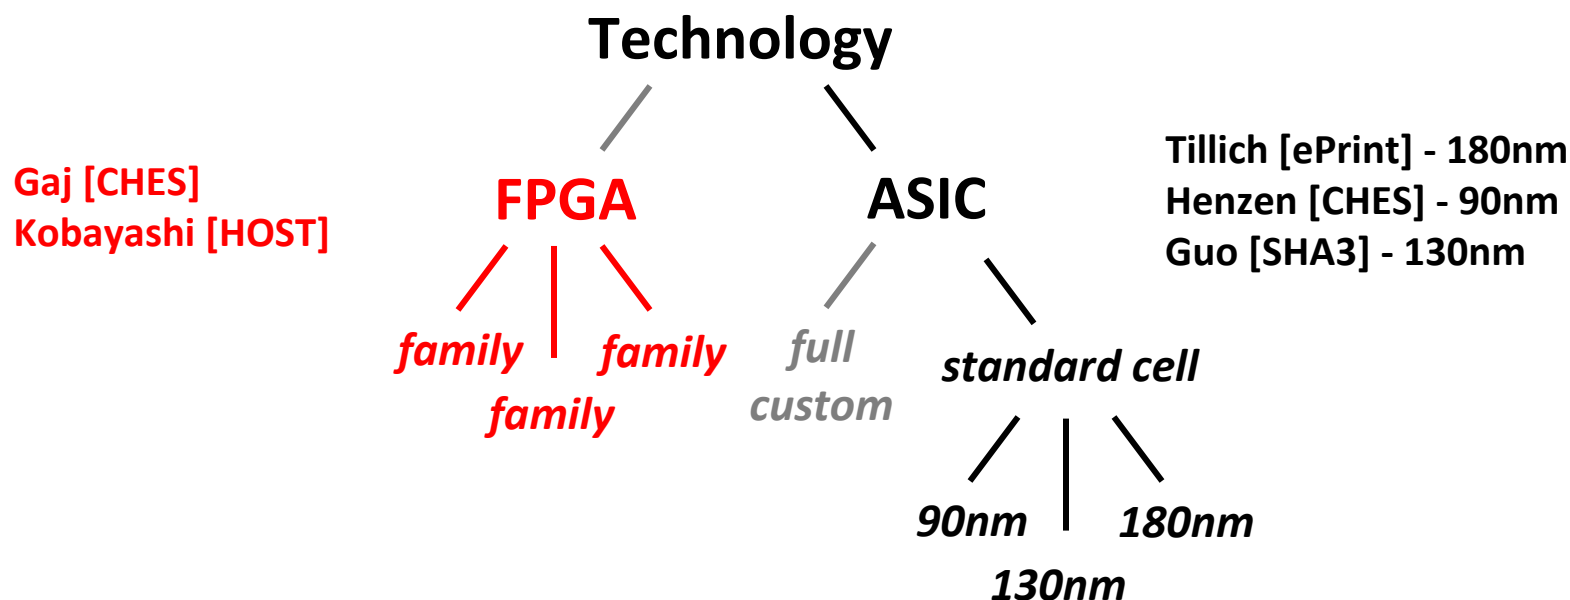 Technology
Gaj [CHES]
Kobayashi [HOST]
FPGA
ASIC
Tillich [ePrint] - 180nm
Henzen [CHES] - 90nm
Guo [SHA3] - 130nm
family
family
family
full
custom
standard cell
90nm
180nm
130nm